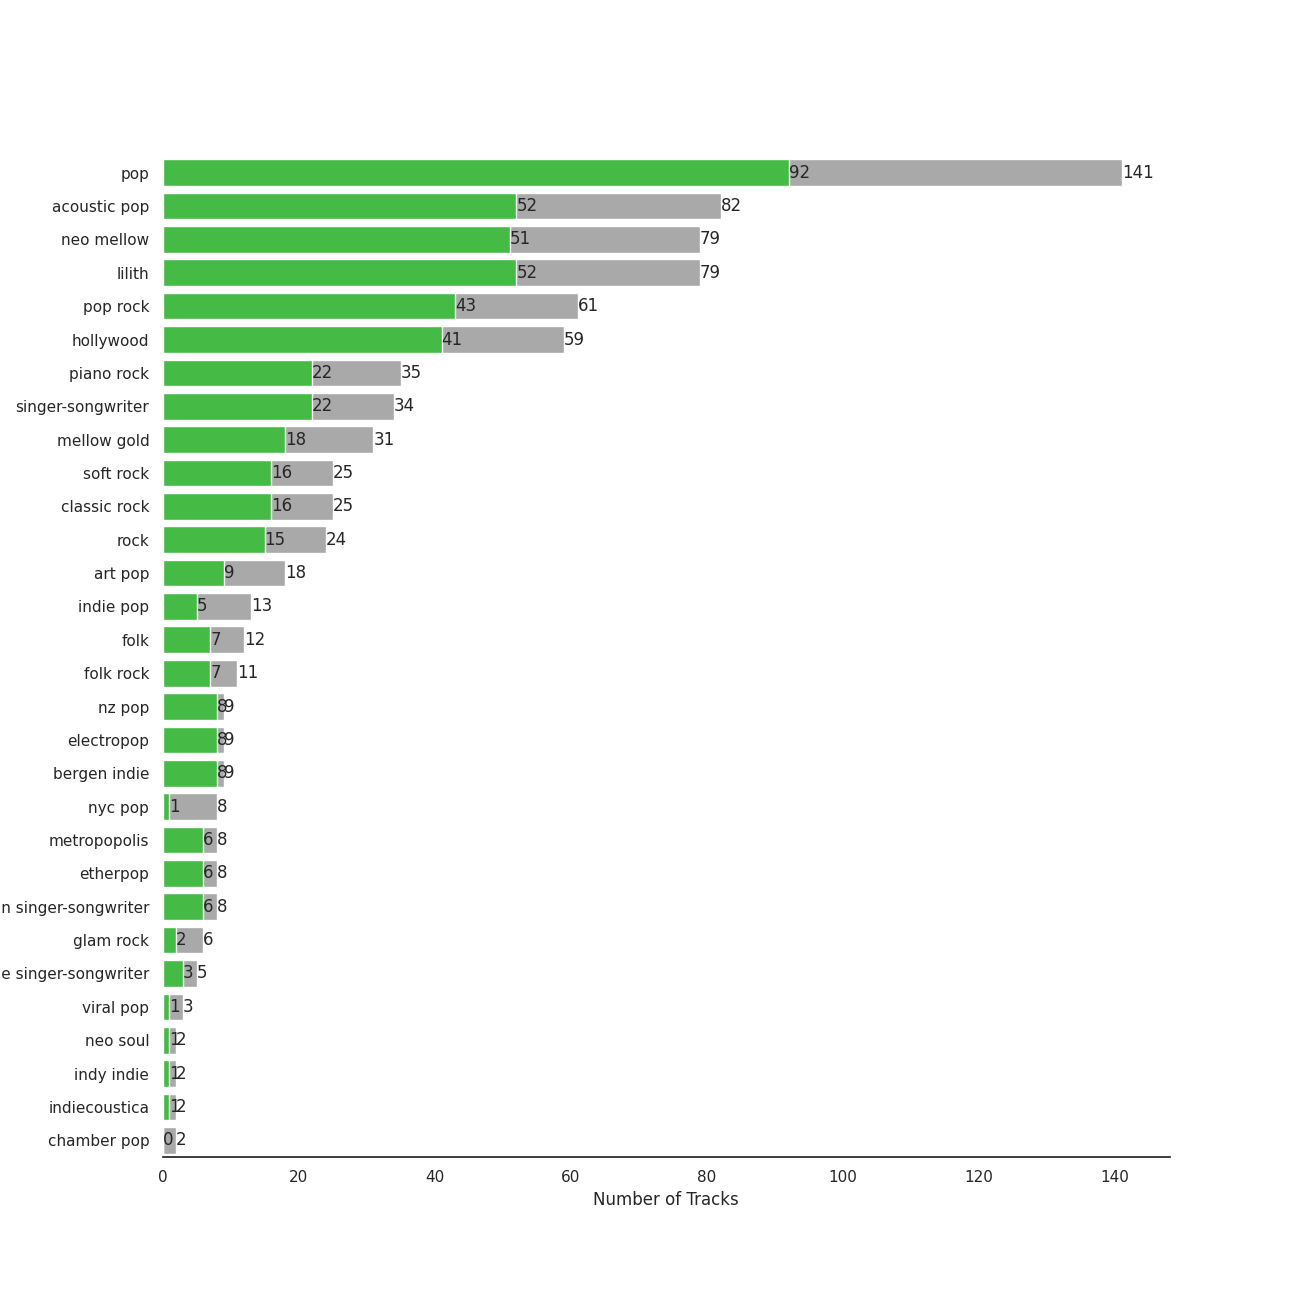 pop 92 141
acoustic pop 52 82
neo mellow 51 79
lilith 52 79
pop rock 43 61
hollywood 41 59
piano rock 22 35
singer-songwriter 22 34
mellow gold 18 31
soft rock 16 25
classic rock 16 25
rock 15 24
art pop 9 18
indie pop 5 13
folk 7 12
folk rock 7 11
nz pop 8 9
electropop 8 9
bergen indie 8 9
nyc pop 1 8
metropopolis 6 8
etherpop 6 8
n singer-songwriter 6 8
glam rock 2 6
e singer-songwriter 3 5
viral pop 1 3
neo soul 1 2
indy indie 1 2
indiecoustica 1 2
chamber pop 0 2
0 20 40 60 80 100 120 140
Number of Tracks